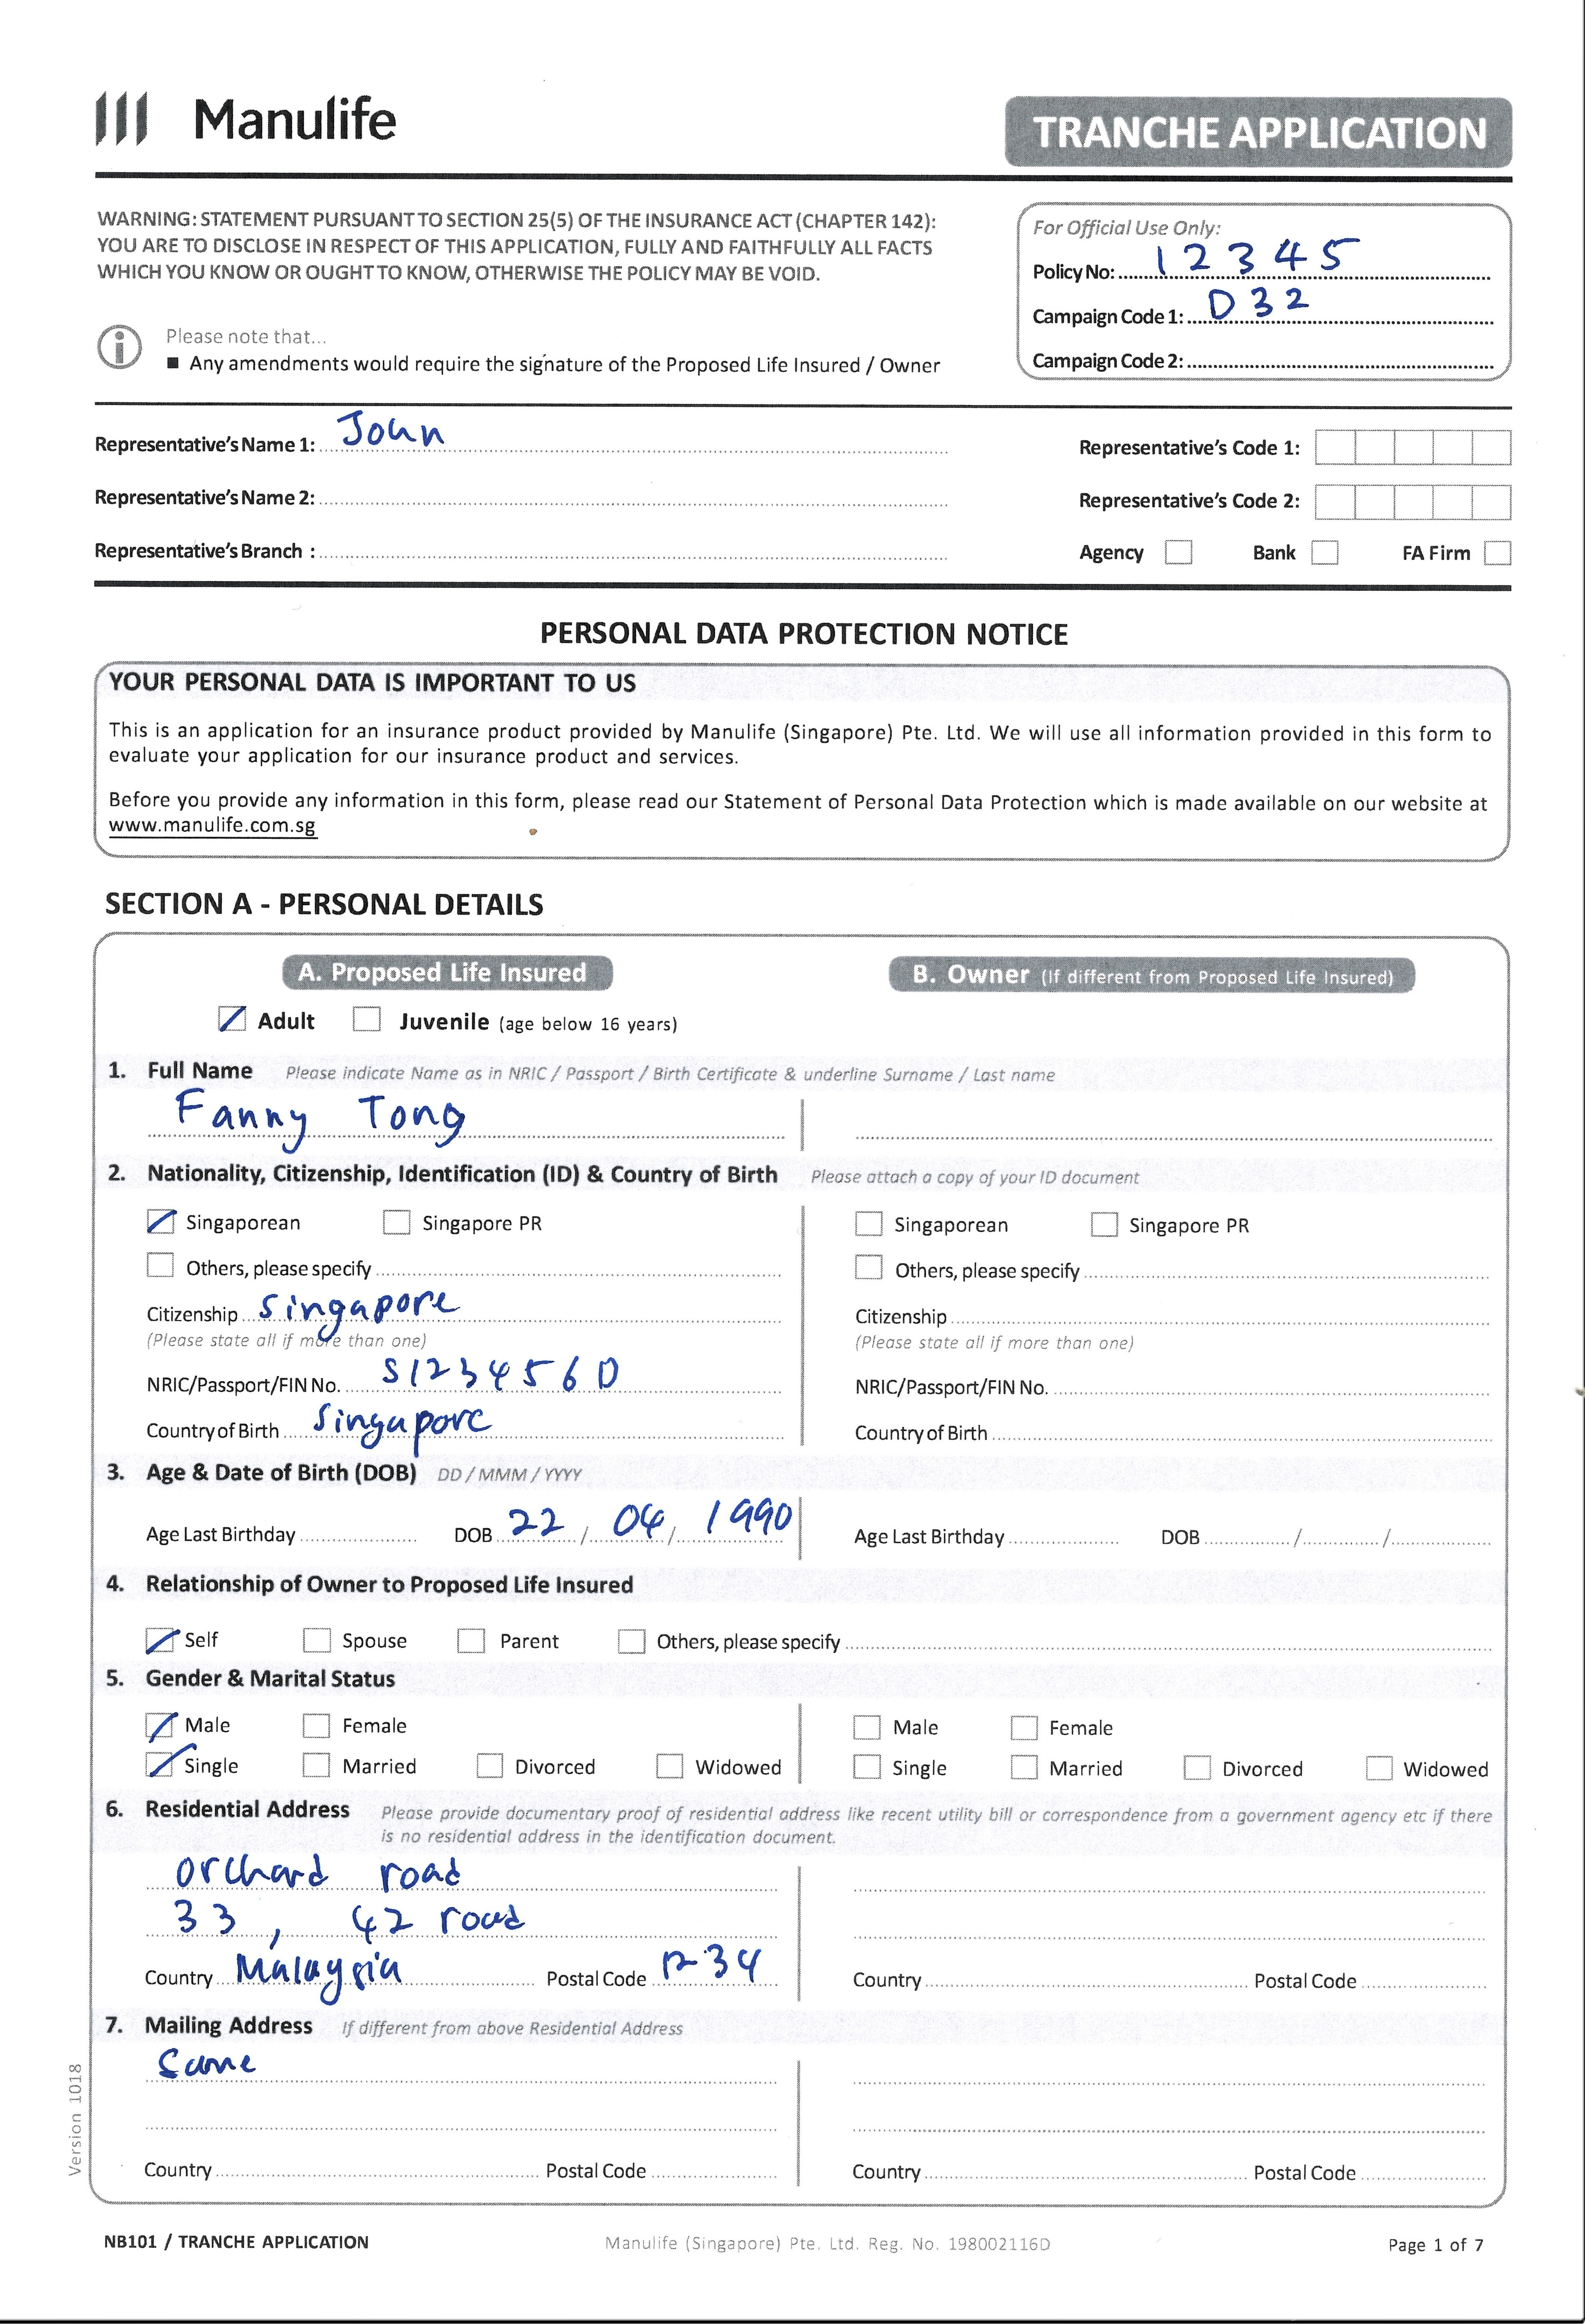 Manulife
TRANCHE APPLICATION
WARNING: STATEMENT PURSUANT TO SECTION 25(5) OF THE INSURANCE ACT (CHAPTER 142):
YOU ARE TO DISCLOSE IN RESPECT OF THIS APPLICATION, FULLY AND FAITHFULLY ALL FACTS
WHICH YOU KNOW OR OUGHT TO KNOW, OTHERWISE THE POLICY MAY BE VOID.
For Official Use Only:
Policy No: 12345
Campaign Code 1: D32
Campaign Code 2:
Please note that...
■ Any amendments would require the signature of the Proposed Life Insured / Owner
Representative's Name 1: John
Representative's Code 1:
Representative's Name 2:
Representative's Code 2:
Representative's Branch :
Agency Bank FA Firm
PERSONAL DATA PROTECTION NOTICE
YOUR PERSONAL DATA IS IMPORTANT TO US
This is an application for an insurance product provided by Manulife (Singapore) Pte. Ltd. We will use all information provided in this form to
evaluate your application for our insurance product and services.
Before you provide any information in this form, please read our Statement of Personal Data Protection which is made available on our website at
www.manulife.com.sg
SECTION A - PERSONAL DETAILS
A. Proposed Life Insured B. Owner (If different from Proposed Life Insured)
Adult Juvenile (age below 16 years)
1. Full Name Please indicate Name as in NRIC / Passport / Birth Certificate & underline Surname / Last name
Fanny Tong
2. Nationality, Citizenship, Identification (ID) & Country of Birth Please attach a copy of your ID document
Singaporean Singapore PR Singaporean Singapore PR
Others, please specify Others, please specify
Citizenship Singapore Citizenship
(Please state all if more than one) (Please state all if more than one)
NRIC/Passport/FIN No. S123456D NRIC/Passport/FIN No.
Country of Birth Singapore Country of Birth
3. Age & Date of Birth (DOB) DD / MMM / YYYY
Age Last Birthday DOB 22 / 04 / 1990 Age Last Birthday DOB / /
4. Relationship of Owner to Proposed Life Insured
Self Spouse Parent Others, please specify
5. Gender & Marital Status
Male Female Male Female
Single Married Divorced Widowed Single Married Divorced Widowed
6. Residential Address Please provide documentary proof of residential address like recent utility bill or correspondence from a government agency etc if there
is no residential address in the identification document.
orchard road
33, 42 road
Country Malaysia Postal Code 1234 Country Postal Code
7. Mailing Address If different from above Residential Address
Same
Country Postal Code Country Postal Code
Version 1018
NB101 / TRANCHE APPLICATION Manulife (Singapore) Pte. Ltd. Reg. No. 198002116D Page 1 of 7